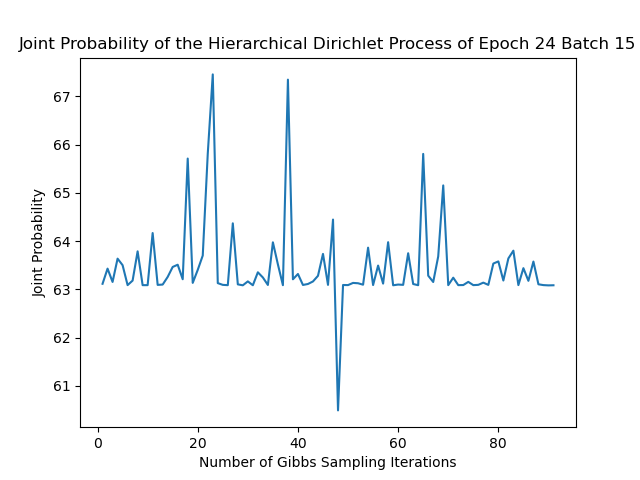 Joint Probability of the Hierarchical Dirichlet Process of Epoch 24 Batch 15
67
66
65
64
63
62
61
Joint Probability
0 20 40 60 80
Number of Gibbs Sampling Iterations